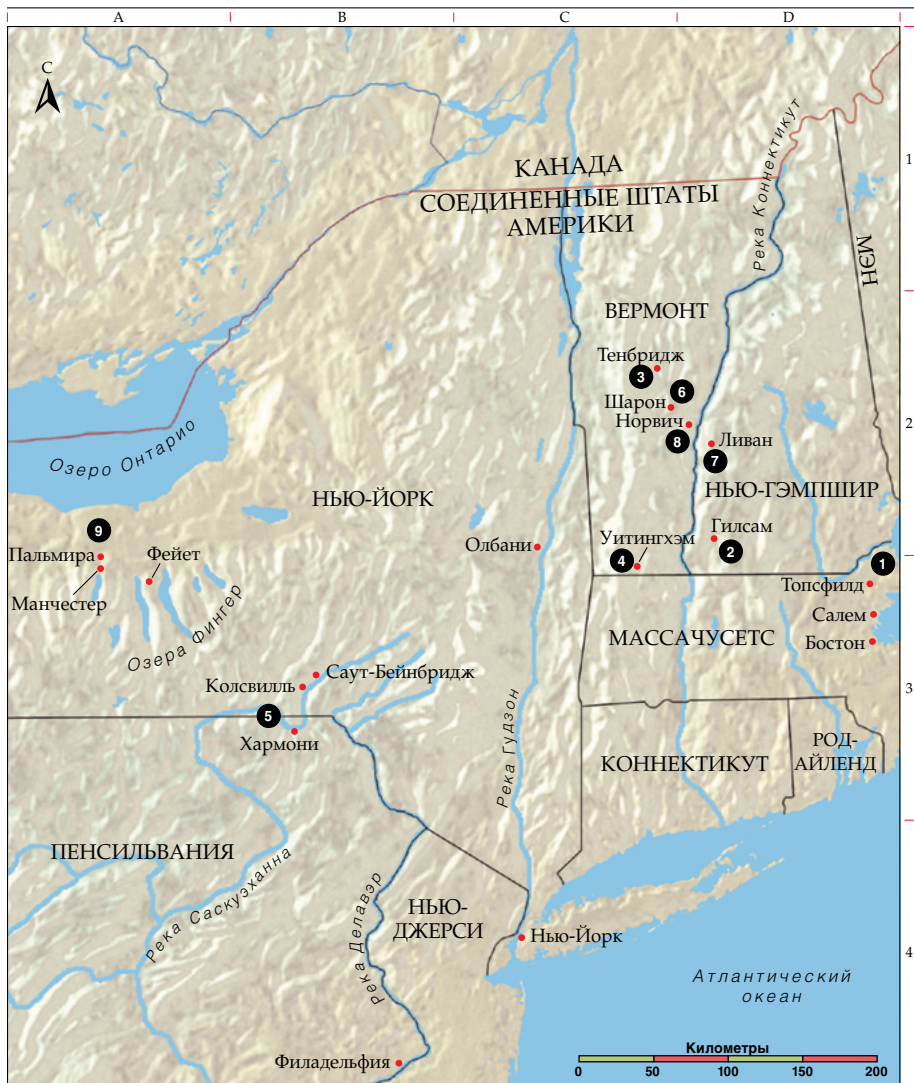 A B C D
С
1
КАНАДА
СОЕДИНЕННЫЕ ШТАТЫ
АМЕРИКИ
Река Коннектикут
МЭН
ВЕРМОНТ
Тенбридж
3
6
Шарон
Норвич
8
Ливан
7
2
Озеро Онтарио
НЬЮ-ЙОРК
НЬЮ-ГЭМПШИР
9
Пальмира
Фейет
Манчестер
Озера Фингер
Олбани
Уитингхэм
4
Гилсам
2
1
Топсфилд
Салем
Бостон
МАССАЧУСЕТС
Саут-Бейнбридж
Колсвилль
3
5
Хармони
Река Гудзон
КОННЕКТИКУТ
РОД-
АЙЛЕНД
ПЕНСИЛЬВАНИЯ
Река Саскуэханна
Река Делавэр
НЬЮ-
ДЖЕРСИ
Нью-Йорк
4
Атлантический
океан
Филадельфия
Километры
0 50 100 150 200